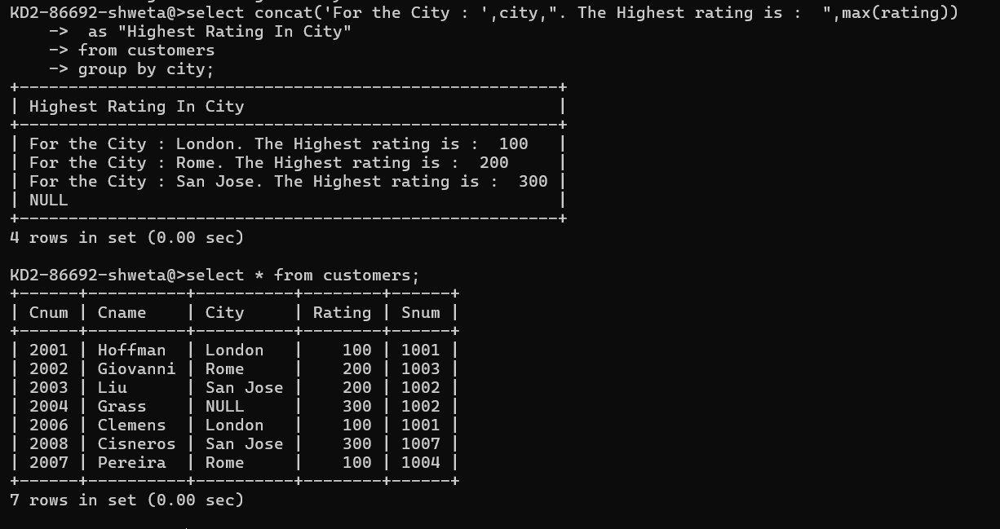 KD2-86692-shweta@>select concat('For the City : ',city,". The Highest rating is :  ",max(rating))
    ->  as "Highest Rating In City"
    -> from customers
    -> group by city;
+-------------------------------------------------------+
| Highest Rating In City                                |
+-------------------------------------------------------+
| For the City : London. The Highest rating is :  100   |
| For the City : Rome. The Highest rating is :  200     |
| For the City : San Jose. The Highest rating is :  300 |
| NULL                                                  |
+-------------------------------------------------------+
4 rows in set (0.00 sec)

KD2-86692-shweta@>select * from customers;
+------+----------+----------+--------+------+
| Cnum | Cname    | City     | Rating | Snum |
+------+----------+----------+--------+------+
| 2001 | Hoffman  | London   |    100 | 1001 |
| 2002 | Giovanni | Rome     |    200 | 1003 |
| 2003 | Liu      | San Jose |    200 | 1002 |
| 2004 | Grass    | NULL     |    300 | 1002 |
| 2006 | Clemens  | London   |    100 | 1001 |
| 2008 | Cisneros | San Jose |    300 | 1007 |
| 2007 | Pereira  | Rome     |    100 | 1004 |
+------+----------+----------+--------+------+
7 rows in set (0.00 sec)